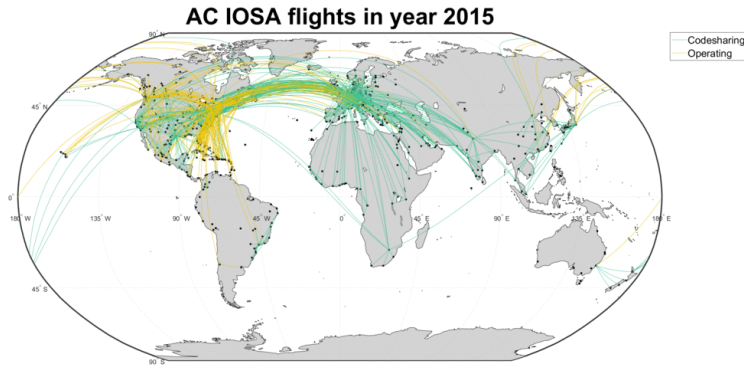 AC IOSA flights in year 2015
Codesharing
Operating
90° N
45° N
0°
180° W 135° W 90° W 45° W 0° 45° E 90° E 135° E 180° E
45° S
90° S